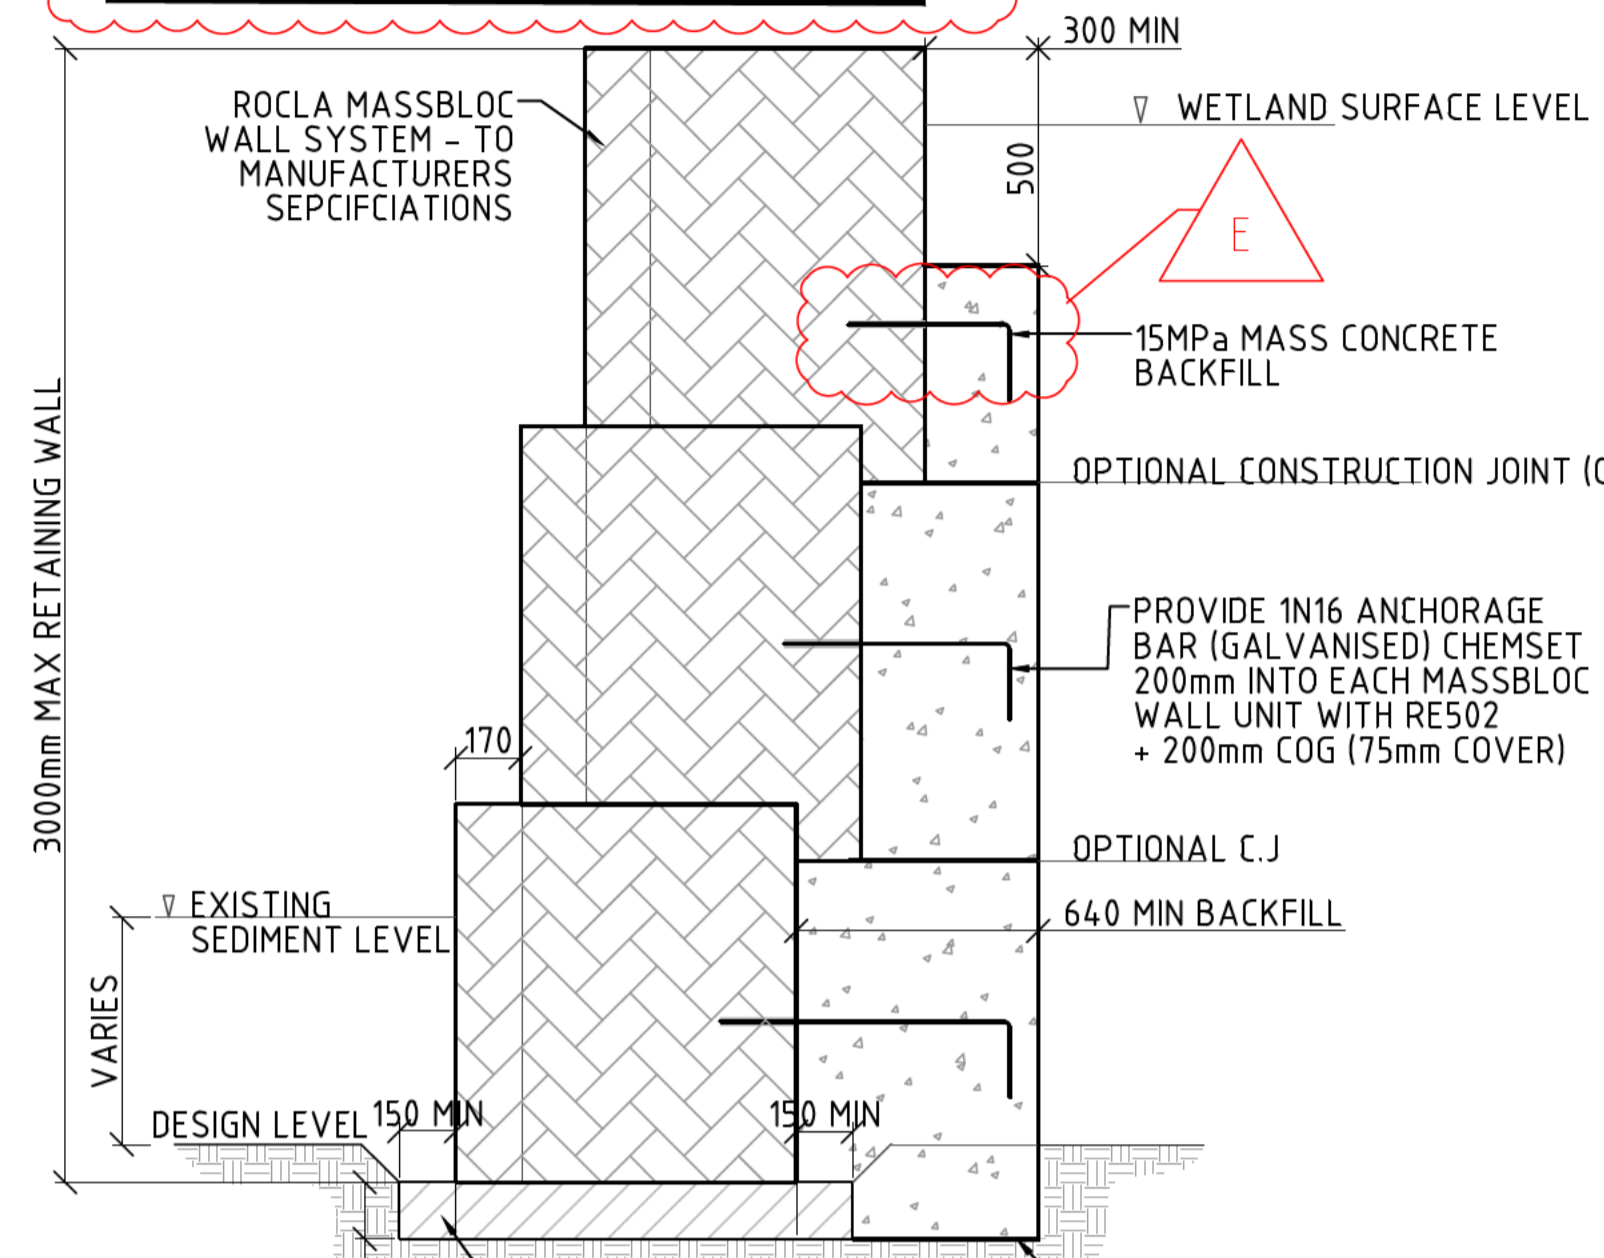 300 MIN
ROCLA MASSBLOC
WALL SYSTEM - TO
MANUFACTURERS
SEPCIFCIATIONS
WETLAND SURFACE LEVEL
500
E
15MPa MASS CONCRETE
BACKFILL
3000mm MAX RETAINING WALL
OPTIONAL CONSTRUCTION JOINT (C
PROVIDE 1N16 ANCHORAGE
BAR (GALVANISED) CHEMSET
200mm INTO EACH MASSBLOC
WALL UNIT WITH RE502
+ 200mm COG (75mm COVER)
170
OPTIONAL C.J
EXISTING
SEDIMENT LEVEL
640 MIN BACKFILL
VARIES
DESIGN LEVEL
150 MIN
150 MIN